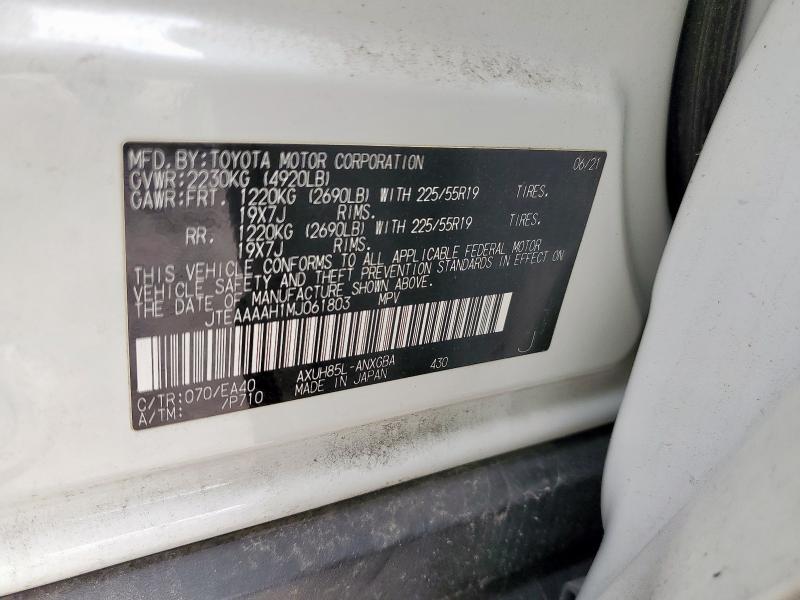 MFD. BY: TOYOTA MOTOR CORPORATION 06/21
GVWR: 2230KG (4920LB)
GAWR: FRT. 1220KG (2690LB) WITH 225/55R19 TIRES.
19X7J RIMS.
RR. 1220KG (2690LB) WITH 225/55R19 TIRES.
19X7J RIMS.
THIS VEHICLE CONFORMS TO ALL APPLICABLE FEDERAL MOTOR
VEHICLE SAFETY AND THEFT PREVENTION STANDARDS IN EFFECT ON
THE DATE OF MANUFACTURE SHOWN ABOVE.
JTEAAAAH1MJ061803 MPV
J
AXUH85L-ANXGBA 430
C/TR: 070/EA40 MADE IN JAPAN
A/TM: /P710